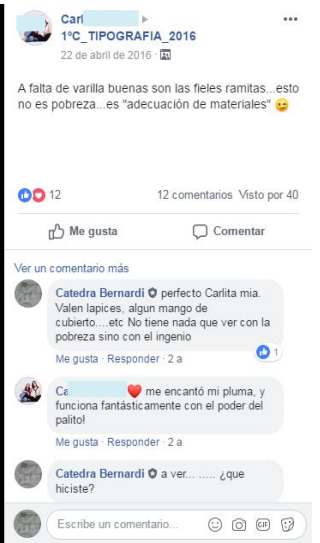 Carl
1ºC_TIPOGRAFIA_2016
22 de abril de 2016 ·
A falta de varilla buenas son las fieles ramitas...esto
no es pobreza...es "adecuación de materiales" 😉
12
12 comentarios Visto por 40
Me gusta
Comentar
Ver un comentario más
Catedra Bernardi perfecto Carlita mia.
Valen lapices, algun mango de
cubierto....etc No tiene nada que ver con la
pobreza sino con el ingenio
Me gusta · Responder · 2 a
1
Ca ❤️ me encantó mi pluma, y
funciona fantásticamente con el poder del
palito!
Me gusta · Responder · 2 a
Catedra Bernardi a ver... ..... ¿que
hiciste?
Escribe un comentario...
GIF